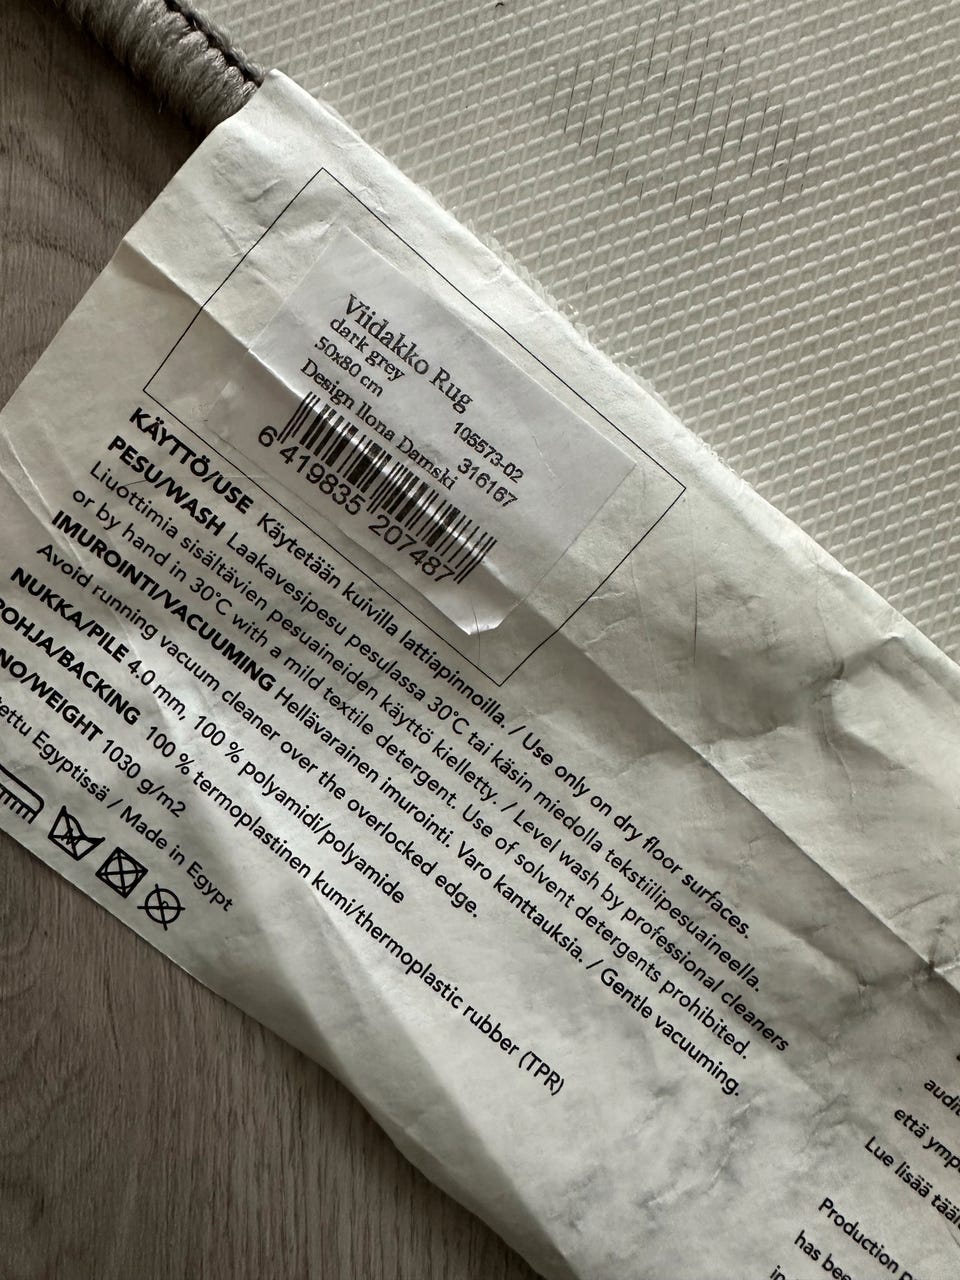 Viidakko Rug
dark grey 105573-02
50x80 cm 316167
Design Ilona Damski
6 419835 207487
KÄYTTÖ/USE Käytetään kuivilla lattiapinnoilla. / Use only on dry floor surfaces.
PESU/WASH Laakavesipesu pesulassa 30°C tai käsin miedolla tekstiilipesuaineella.
Liuottimia sisältävien pesuaineiden käyttö kielletty. / Level wash by professional cleaners
or by hand in 30°C with a mild textile detergent. Use of solvent detergents prohibited.
IMUROINTI/VACUUMING Hellävarainen imurointi. Varo kanttauksia. / Gentle vacuuming.
Avoid running vacuum cleaner over the overlocked edge.
NUKKA/PILE 4.0 mm, 100 % polyamidi/polyamide
POHJA/BACKING 100 % termoplastinen kumi/thermoplastic rubber (TPR)
NO/WEIGHT 1030 g/m2
Egyptissä / Made in Egypt
että
Lue lisää
Production
has